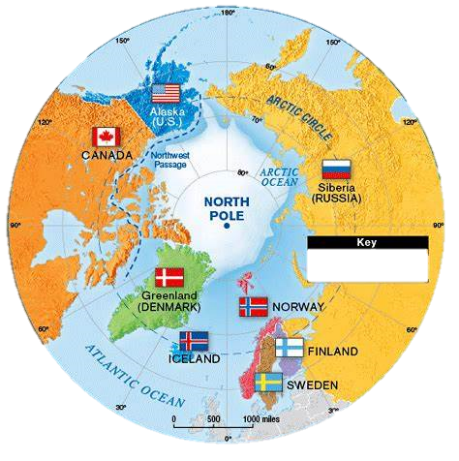 180°
150°
150°
60°
Alaska
(U.S.)
ARCTIC CIRCLE
120°
70°
120°
CANADA
Northwest
Passage
80°
ARCTIC
OCEAN
Siberia
(RUSSIA)
NORTH
POLE
90°
90°
Key
Greenland
(DENMARK)
NORWAY
60°
60°
ICELAND
FINLAND
ATLANTIC OCEAN
SWEDEN
30°
0 500 1000 miles
0°